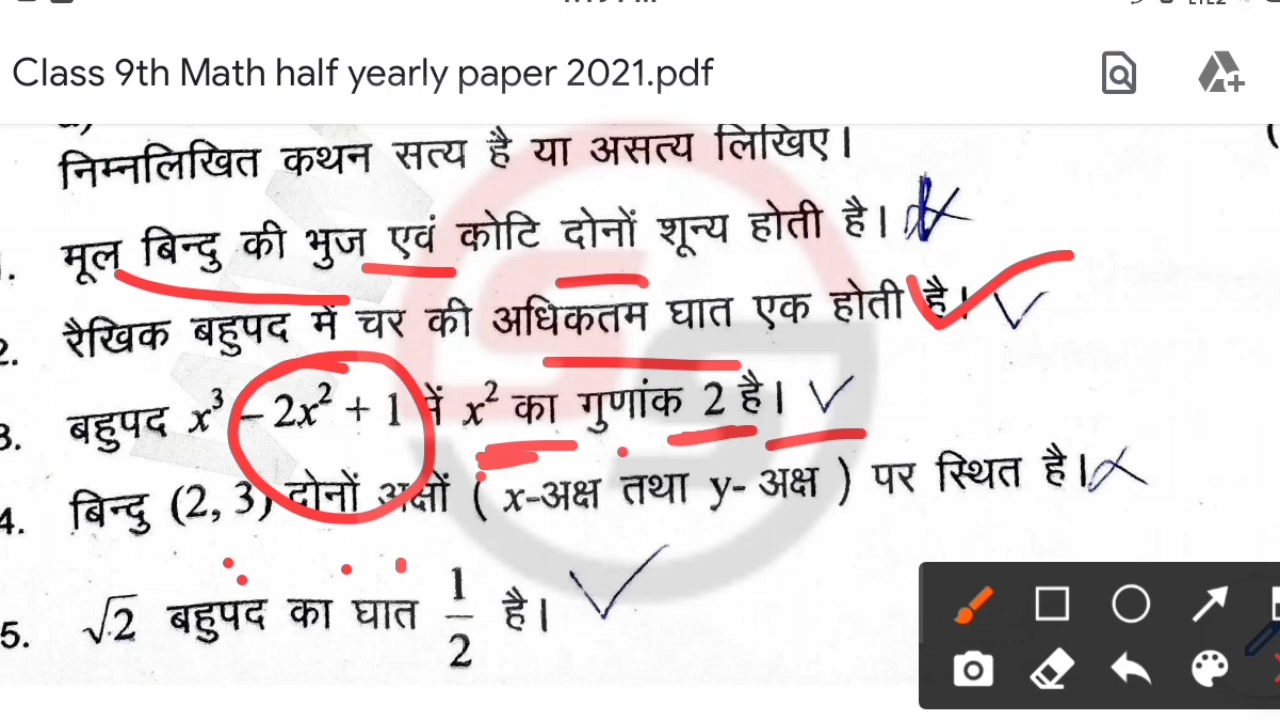 Class 9th Math half yearly paper 2021.pdf
निम्नलिखित कथन सत्य है या असत्य लिखिए।
मूल बिन्दु की भुज एवं कोटि दोनों शून्य होती है।
2. रैखिक बहुपद में चर की अधिकतम घात एक होती है।
3. बहुपद x³ – 2x² + 1 में x² का गुणांक 2 है।
4. बिन्दु (2, 3) दोनों अक्षों ( x-अक्ष तथा y- अक्ष ) पर स्थित है।
5. √2 बहुपद का घात 1/2 है।